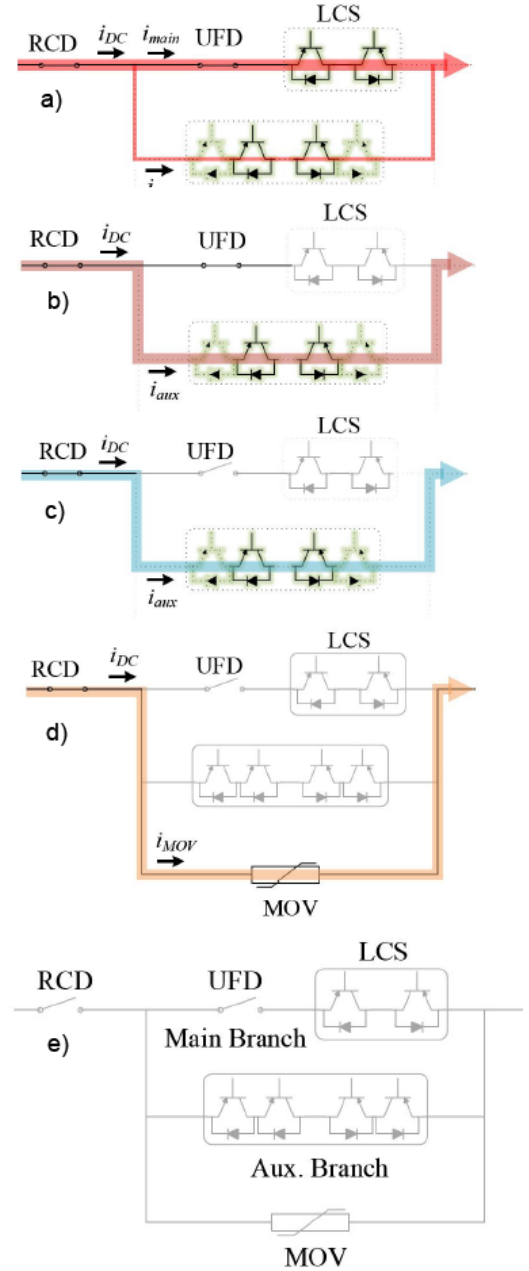 LCS
i_DC i_main UFD
RCD
a)
i
LCS
i_DC
RCD UFD
b)
i_aux
LCS
i_DC
RCD UFD
c)
i_aux
i_DC LCS
RCD UFD
d)
i_MOV
MOV
LCS
RCD UFD
e) Main Branch
Aux. Branch
MOV